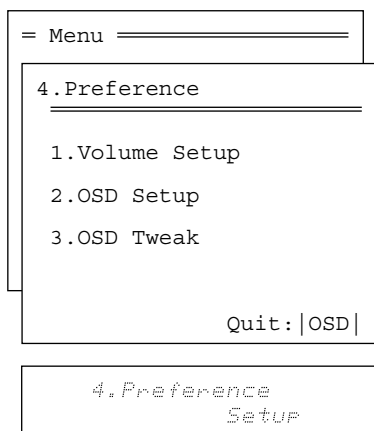 = Menu
4.Preference
1.Volume Setup
2.OSD Setup
3.OSD Tweak
Quit:|OSD|
4.Preference
Setup